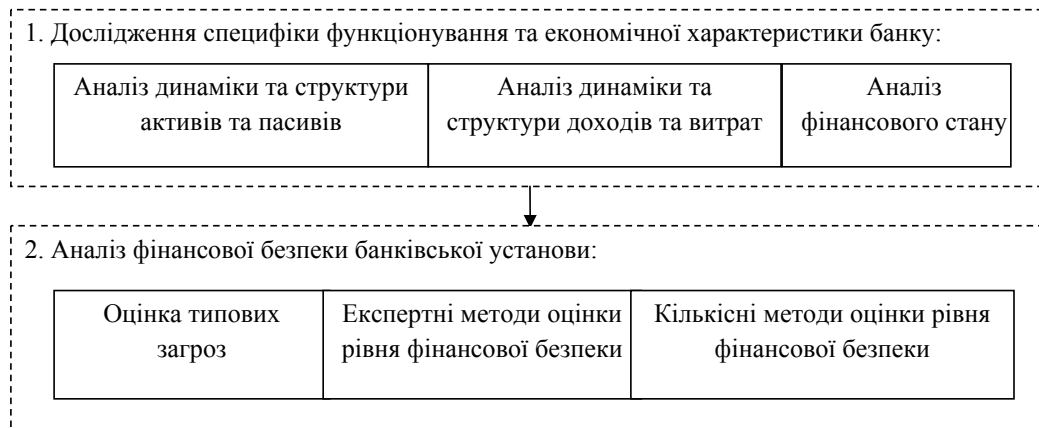 1. Дослідження специфіки функціонування та економічної характеристики банку:
Аналіз динаміки та структури
активів та пасивів
Аналіз динаміки та
структури доходів та витрат
Аналіз
фінансового стану
2. Аналіз фінансової безпеки банківської установи:
Оцінка типових
загроз
Експертні методи оцінки
рівня фінансової безпеки
Кількісні методи оцінки рівня
фінансової безпеки